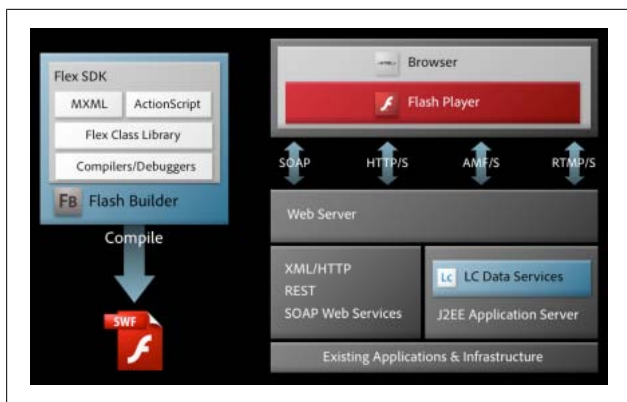 Flex SDK
MXML
ActionScript
Flex Class Library
Compilers/Debuggers
FB Flash Builder
Compile
SWF
Browser
Flash Player
SOAP
HTTP/S
AMF/S
RTMP/S
Web Server
XML/HTTP
REST
SOAP Web Services
Lc LC Data Services
J2EE Application Server
Existing Applications & Infrastructure